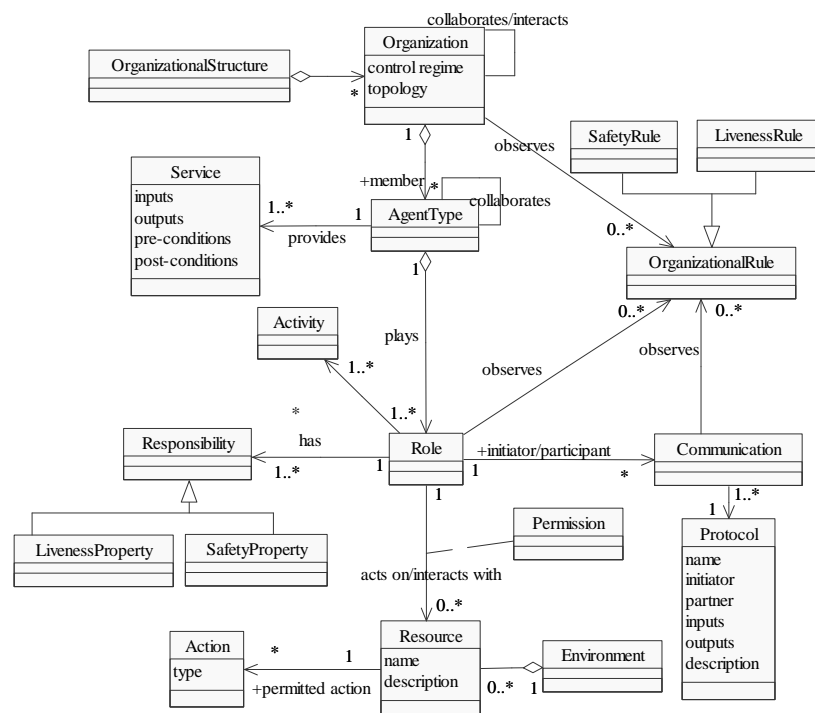 collaborates/interacts
Organization
control regime
topology
OrganizationalStructure
*
1
observes
SafetyRule
LivenessRule
+member
*
Service
inputs
outputs
pre-conditions
post-conditions
1..*
provides
1
AgentType
collaborates
1
0..*
OrganizationalRule
0..*
0..*
Activity
1..*
plays
observes
observes
1..*
*
Responsibility
has
1..*
1
Role
1
+initiator/participant
*
Communication
1
1..*
1
LivenessProperty
SafetyProperty
Permission
Protocol
name
initiator
partner
inputs
outputs
description
acts on/interacts with
0..*
Action
type
*
1
+permitted action
Resource
name
description
0..*
1
Environment